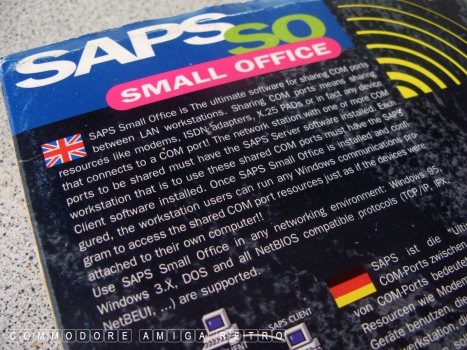 SAPS SO
SMALL OFFICE
SAPS Small Office is The ultimate software for sharing COM ports
between LAN workstations. Sharing COM ports means sharing
resources like modems, ISDN adapters, X.25 PADs or in fact any device
that connects to a COM port! The network station with one or more COM
ports to be shared must have the SAPS Server software installed. Each
workstation that is to use these shared COM ports must have the SAPS
Client software installed. Once SAPS Small Office is installed and confi-
gured, the workstation users can run any Windows communications pro-
gram to access the shared COM port resources just as if the devices were
attached to their own computer!!
Use SAPS Small Office in any networking environment: Windows 95,
Windows 3.X, DOS and all NetBIOS compatible protocols (TCP/IP, IPX,
NetBEUI, ...) are supported.
SAPS ist die "Ult
COM-Ports zwischen
von COM-Ports bedeutet
Resourcen wie Modem
Geräte benutzen, die
workstation, di
SAPS CLIENT
COMMODORE AMIGA RETRO